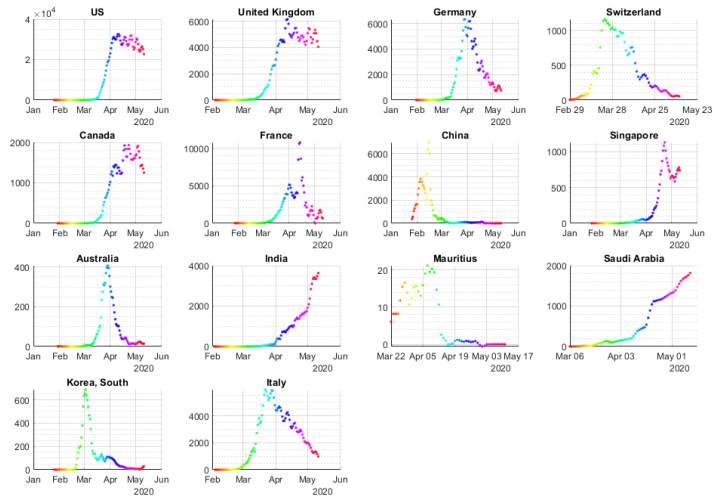 US
United Kingdom
Germany
Switzerland
×10⁴
4
2
0
Jan Feb Mar Apr May Jun
2020
6000
4000
2000
0
Feb Mar Apr May Jun
2020
6000
4000
2000
0
Jan Feb Mar Apr May Jun
2020
1000
500
0
Feb 29 Mar 28 Apr 25 May 23
2020
Canada
France
China
Singapore
2000
1000
0
Jan Feb Mar Apr May Jun
2020
10000
5000
0
Jan Feb Mar Apr May Jun
2020
6000
4000
2000
0
Jan Feb Mar Apr May Jun
2020
1000
500
0
Jan Feb Mar Apr May Jun
2020
Australia
India
Mauritius
Saudi Arabia
400
200
0
Jan Feb Mar Apr May Jun
2020
4000
2000
0
Jan Feb Mar Apr May Jun
2020
20
10
0
Mar 22 Apr 05 Apr 19 May 03 May 17
2020
2000
1000
0
Mar 06 Apr 03 May 01
2020
Korea, South
Italy
600
400
200
0
Jan Feb Mar Apr May Jun
2020
4000
2000
0
Jan Feb Mar Apr May Jun
2020